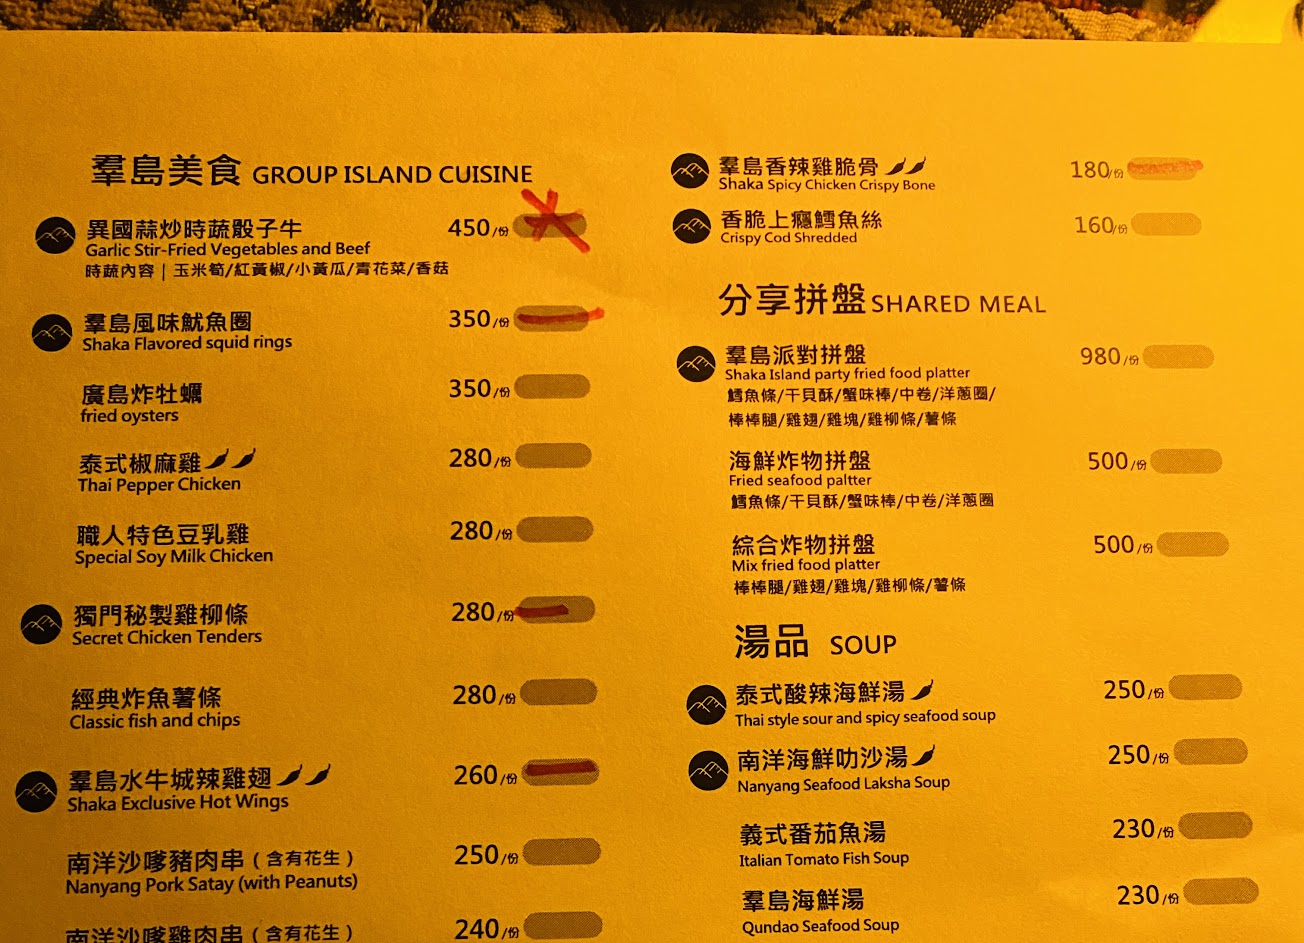 羣島美食 GROUP ISLAND CUISINE
異國蒜炒時蔬骰子牛 450/份
Garlic Stir-Fried Vegetables and Beef
時蔬內容｜玉米筍/紅黃椒/小黃瓜/青花菜/香菇
羣島風味魷魚圈 350/份
Shaka Flavored squid rings
廣島炸牡蠣 350/份
fried oysters
泰式椒麻雞 280/份
Thai Pepper Chicken
職人特色豆乳雞 280/份
Special Soy Milk Chicken
獨門秘製雞柳條 280/份
Secret Chicken Tenders
經典炸魚薯條 280/份
Classic fish and chips
羣島水牛城辣雞翅 260/份
Shaka Exclusive Hot Wings
南洋沙嗲豬肉串（含有花生） 250/份
Nanyang Pork Satay (with Peanuts)
南洋沙嗲雞肉串（含有花生） 240/份
羣島香辣雞脆骨 180/份
Shaka Spicy Chicken Crispy Bone
香脆上癮鱈魚絲 160/份
Crispy Cod Shredded
分享拼盤 SHARED MEAL
羣島派對拼盤 980/份
Shaka Island party fried food platter
鱈魚條/干貝酥/蟹味棒/中卷/洋蔥圈/
棒棒腿/雞翅/雞塊/雞柳條/薯條
海鮮炸物拼盤 500/份
Fried seafood paltter
鱈魚條/干貝酥/蟹味棒/中卷/洋蔥圈
綜合炸物拼盤 500/份
Mix fried food platter
棒棒腿/雞翅/雞塊/雞柳條/薯條
湯品 SOUP
泰式酸辣海鮮湯 250/份
Thai style sour and spicy seafood soup
南洋海鮮叻沙湯 250/份
Nanyang Seafood Laksha Soup
義式番茄魚湯 230/份
Italian Tomato Fish Soup
羣島海鮮湯 230/份
Qundao Seafood Soup